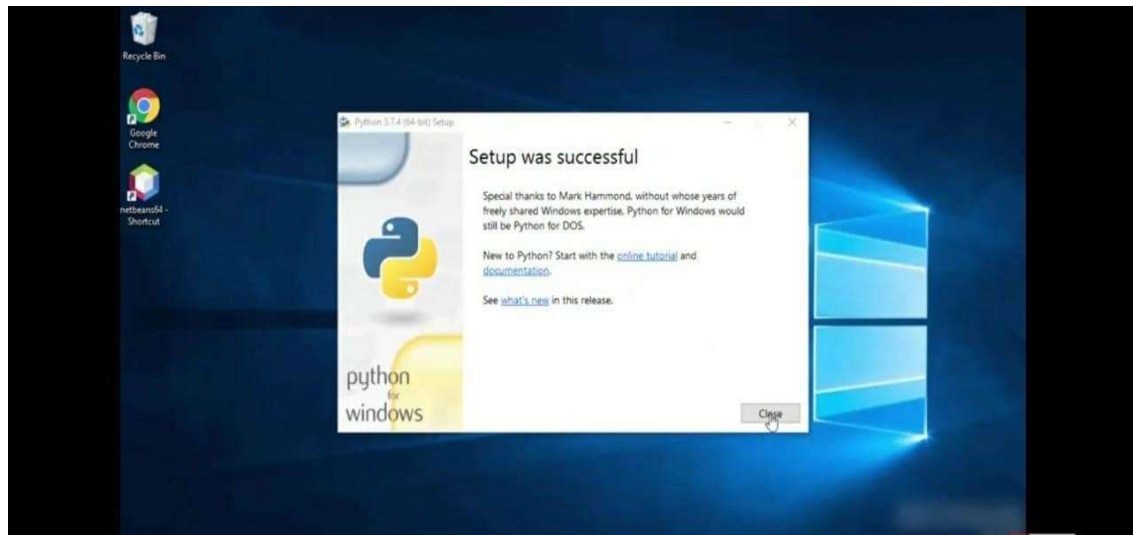 Recycle Bin
Google
Chrome
netbeans64 -
Shortcut
Python 3.7.4 (64-bit) Setup
Setup was successful
Special thanks to Mark Hammond, without whose years of
freely shared Windows expertise, Python for Windows would
still be Python for DOS.
New to Python? Start with the online tutorial and
documentation.
See what's new in this release.
python
for
windows
Close